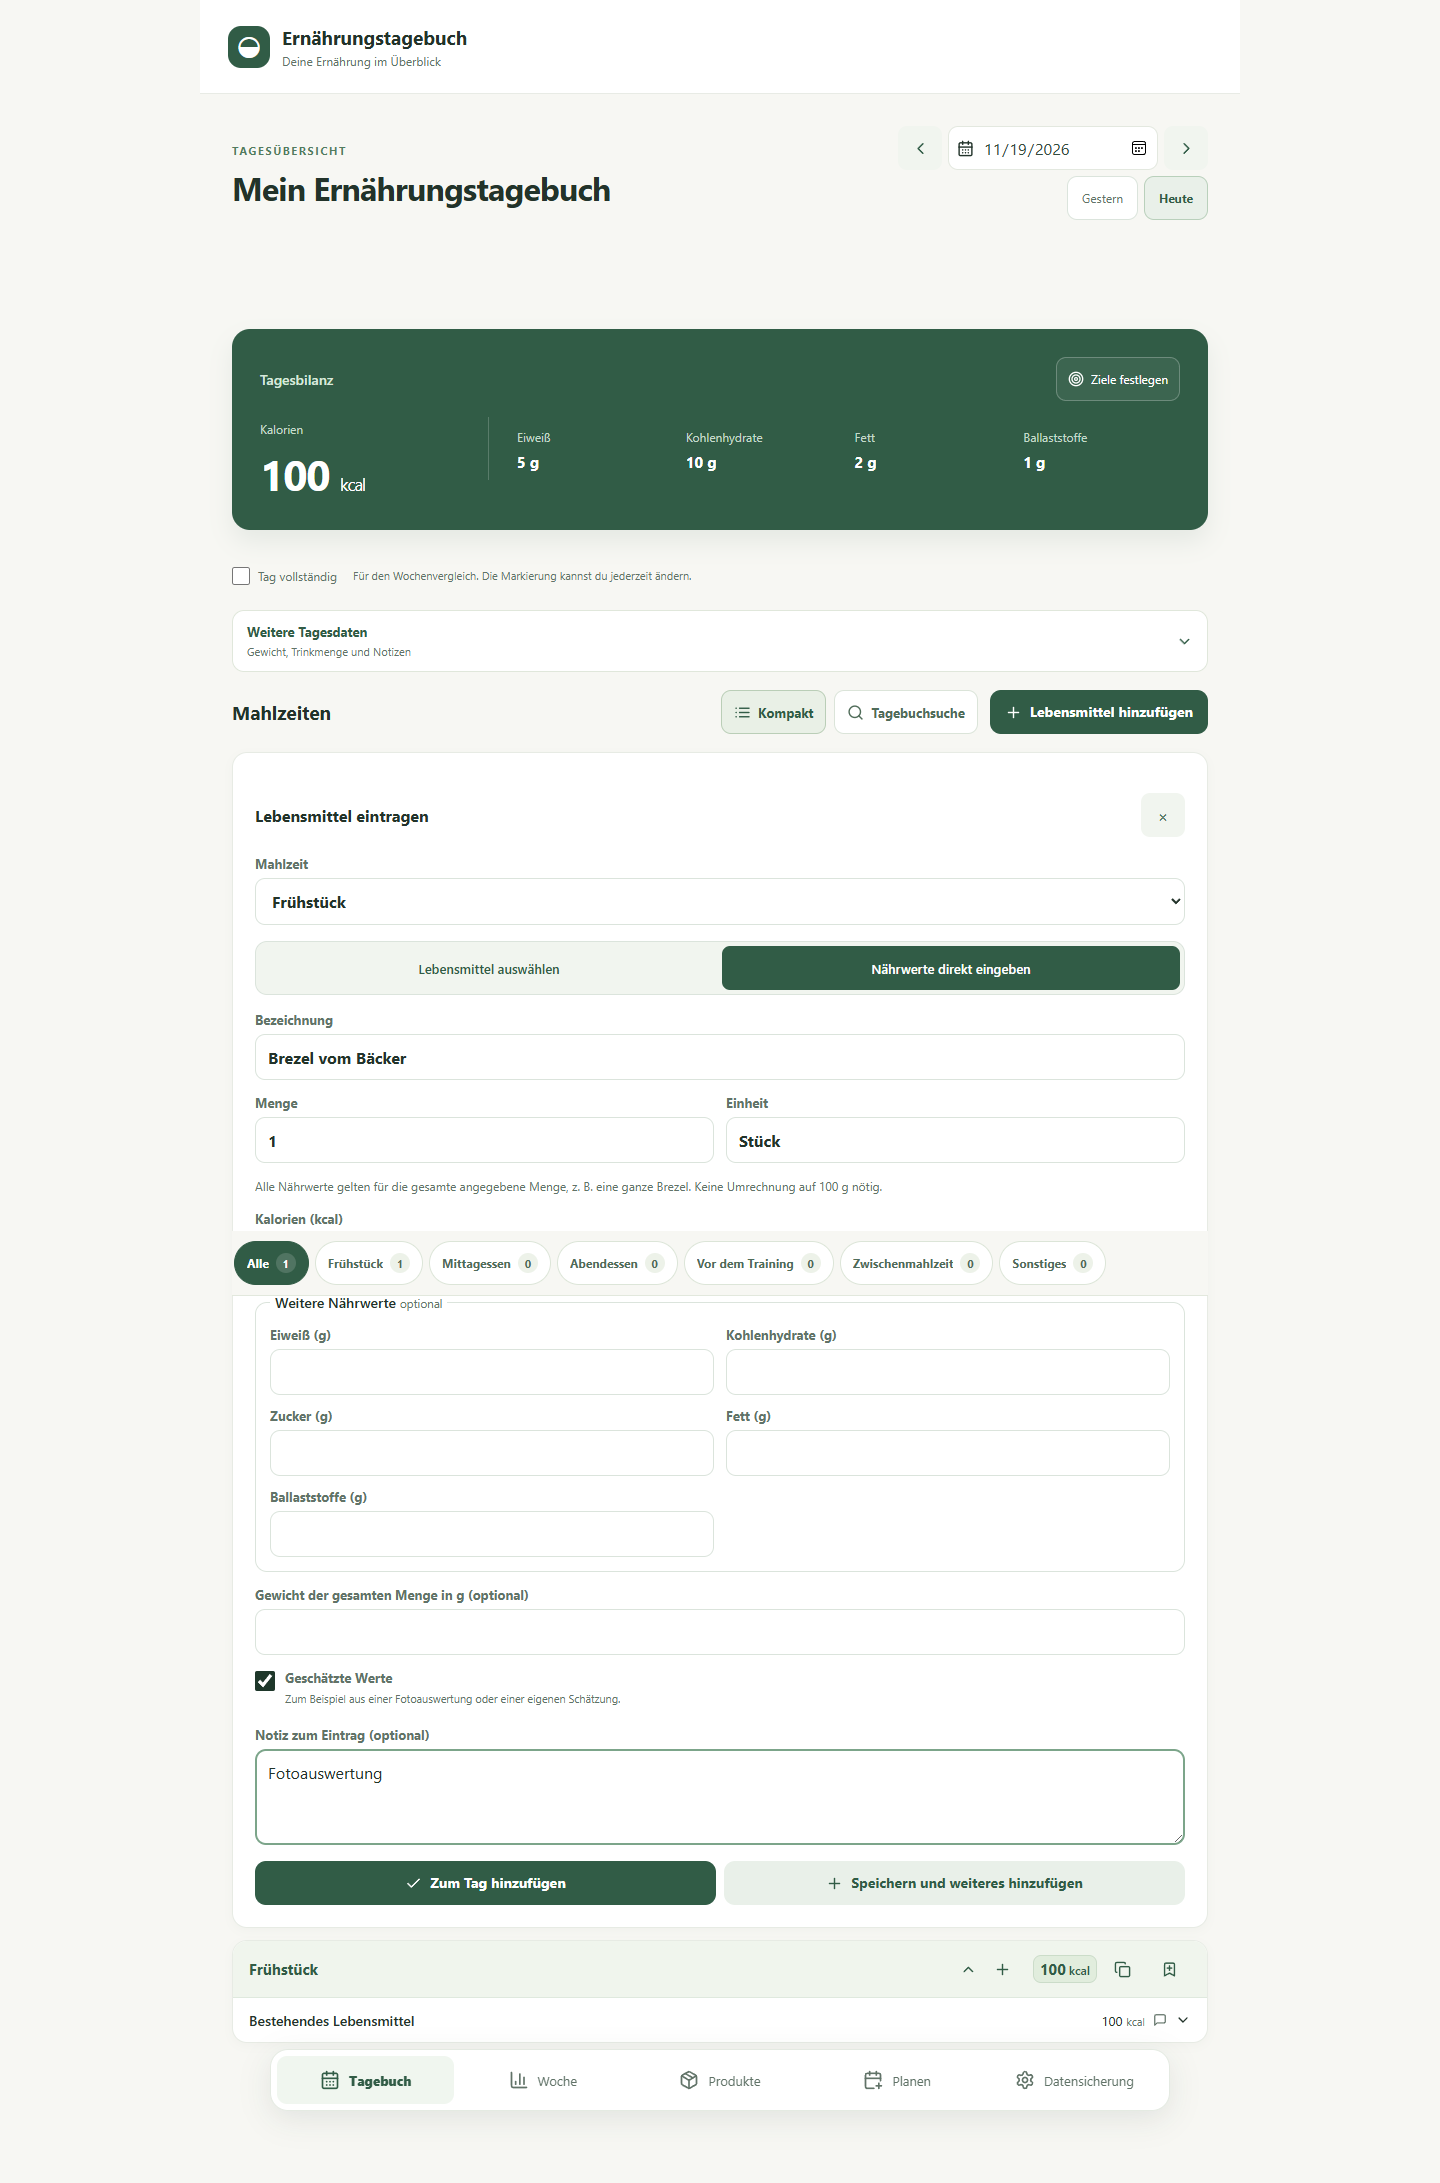 Ernährungstagebuch
Deine Ernährung im Überblick
TAGESÜBERSICHT
Mein Ernährungstagebuch
11/19/2026
Gestern
Heute
Tagesbilanz
Ziele festlegen
Kalorien
100 kcal
Eiweiß
5 g
Kohlenhydrate
10 g
Fett
2 g
Ballaststoffe
1 g
Tag vollständig
Für den Wochenvergleich. Die Markierung kannst du jederzeit ändern.
Weitere Tagesdaten
Gewicht, Trinkmenge und Notizen
Mahlzeiten
Kompakt
Tagebuchsuche
Lebensmittel hinzufügen
Lebensmittel eintragen
Mahlzeit
Frühstück
Lebensmittel auswählen
Nährwerte direkt eingeben
Bezeichnung
Brezel vom Bäcker
Menge
Einheit
1
Stück
Alle Nährwerte gelten für die gesamte angegebene Menge, z. B. eine ganze Brezel. Keine Umrechnung auf 100 g nötig.
Kalorien (kcal)
Alle 1
Frühstück 1
Mittagessen 0
Abendessen 0
Vor dem Training 0
Zwischenmahlzeit 0
Sonstiges 0
Weitere Nährwerte optional
Eiweiß (g)
Kohlenhydrate (g)
Zucker (g)
Fett (g)
Ballaststoffe (g)
Gewicht der gesamten Menge in g (optional)
Geschätzte Werte
Zum Beispiel aus einer Fotoauswertung oder einer eigenen Schätzung.
Notiz zum Eintrag (optional)
Fotoauswertung
Zum Tag hinzufügen
Speichern und weiteres hinzufügen
Frühstück
100 kcal
Bestehendes Lebensmittel
100 kcal
Tagebuch
Woche
Produkte
Planen
Datensicherung